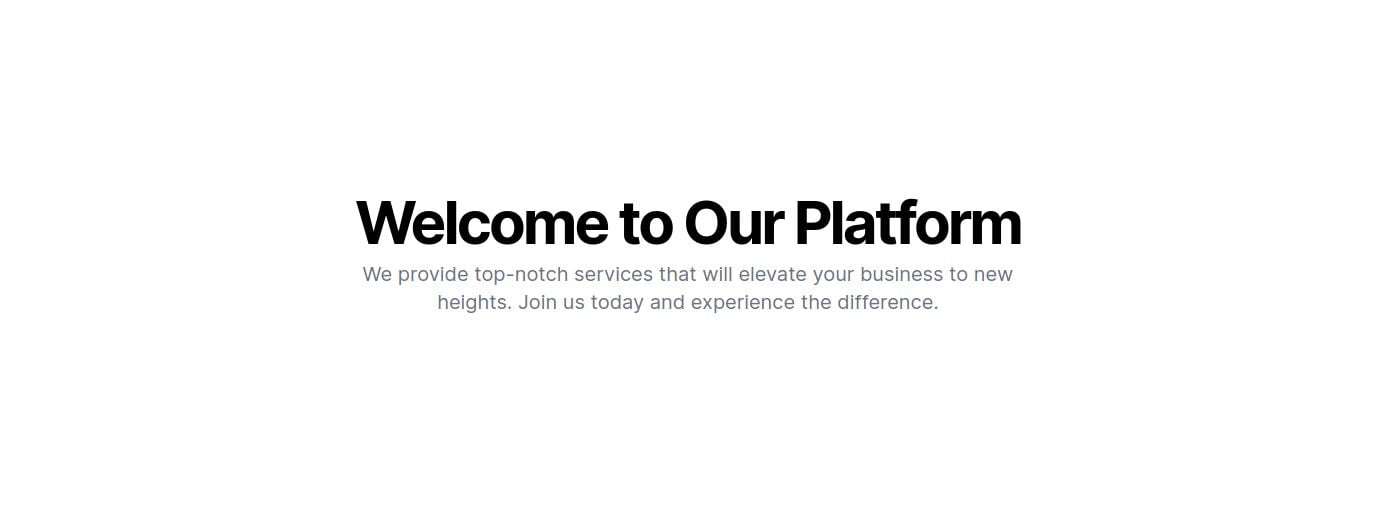 Welcome to Our Platform
We provide top-notch services that will elevate your business to new
heights. Join us today and experience the difference.